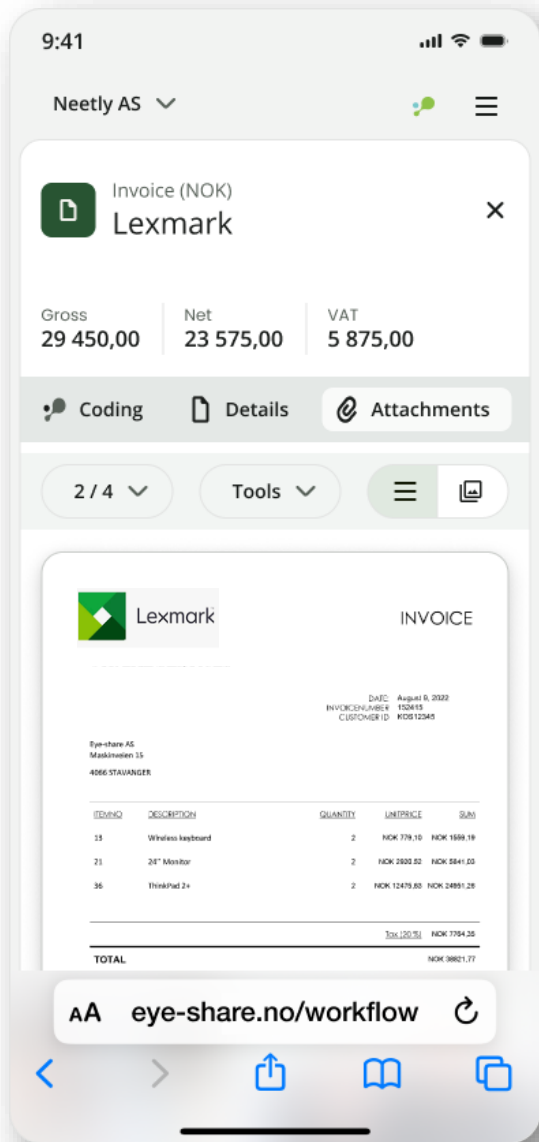 9:41
Neetly AS
Invoice (NOK)
Lexmark
Gross Net VAT
29 450,00 23 575,00 5 875,00
Coding Details Attachments
2 / 4 Tools
Lexmark
INVOICE
DATE: August 9, 2022
INVOICENUMBER 152415
CUSTOMER ID KOS12345
Eye-share AS
Maskinveien 15
4066 STAVANGER
ITEMNO DESCRIPTION QUANTITY UNITPRICE SUM
13 Wireless keyboard 2 NOK 779,10 NOK 1559,19
21 24" Monitor 2 NOK 2920,52 NOK 5841,03
36 ThinkPad 2+ 2 NOK 12475,63 NOK 24951,26
Tax (20 %) NOK 7764,35
TOTAL NOK 38821,77
AA eye-share.no/workflow